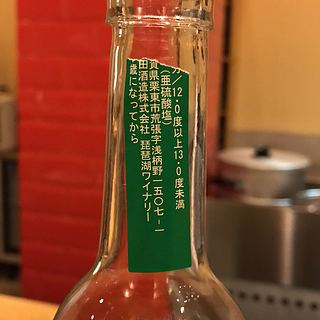 分/12・0度以上13・0度未満
(亜硫酸塩)
賀県栗東市荒張字浅柄野一五〇七-一
田酒造株式会社 琵琶湖ワイナリー
歳になってから